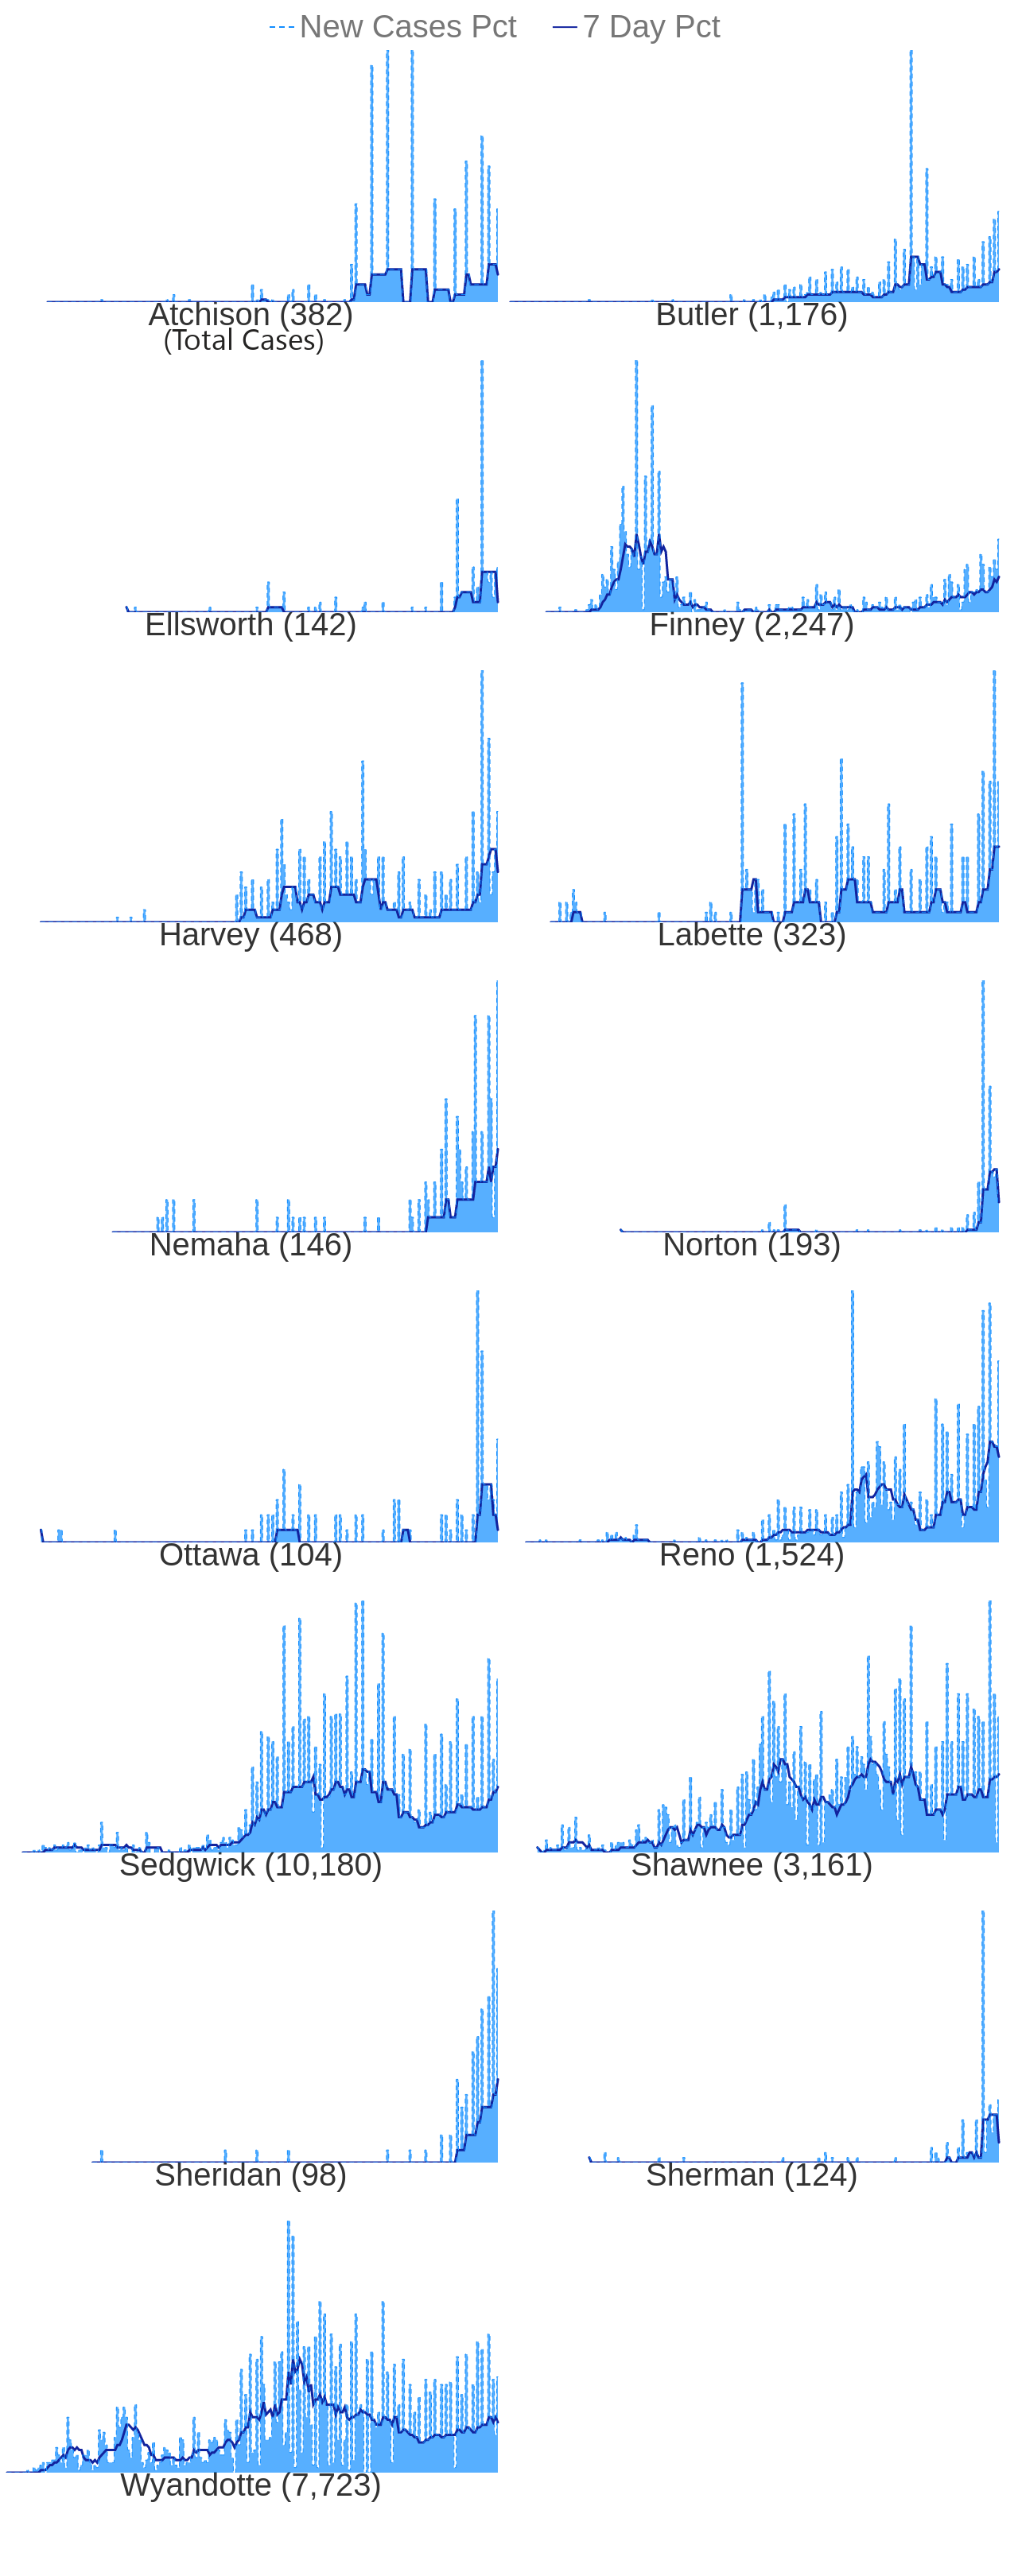 New Cases Pct 7 Day Pct
Atchison (382) Butler (1,176)
(Total Cases)
Ellsworth (142) Finney (2,247)
Harvey (468) Labette (323)
Nemaha (146) Norton (193)
Ottawa (104) Reno (1,524)
Sedgwick (10,180) Shawnee (3,161)
Sheridan (98) Sherman (124)
Wyandotte (7,723)